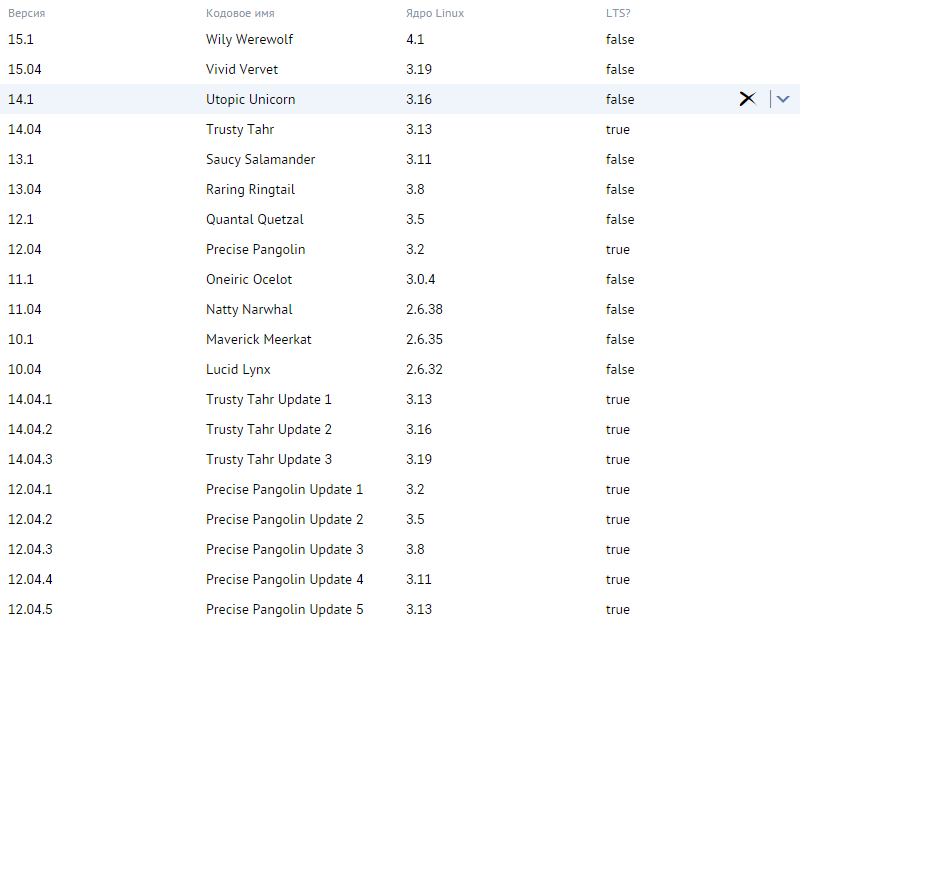 Версия Кодовое имя Ядро Linux LTS?
15.1 Wily Werewolf 4.1 false
15.04 Vivid Vervet 3.19 false
14.1 Utopic Unicorn 3.16 false
14.04 Trusty Tahr 3.13 true
13.1 Saucy Salamander 3.11 false
13.04 Raring Ringtail 3.8 false
12.1 Quantal Quetzal 3.5 false
12.04 Precise Pangolin 3.2 true
11.1 Oneiric Ocelot 3.0.4 false
11.04 Natty Narwhal 2.6.38 false
10.1 Maverick Meerkat 2.6.35 false
10.04 Lucid Lynx 2.6.32 false
14.04.1 Trusty Tahr Update 1 3.13 true
14.04.2 Trusty Tahr Update 2 3.16 true
14.04.3 Trusty Tahr Update 3 3.19 true
12.04.1 Precise Pangolin Update 1 3.2 true
12.04.2 Precise Pangolin Update 2 3.5 true
12.04.3 Precise Pangolin Update 3 3.8 true
12.04.4 Precise Pangolin Update 4 3.11 true
12.04.5 Precise Pangolin Update 5 3.13 true